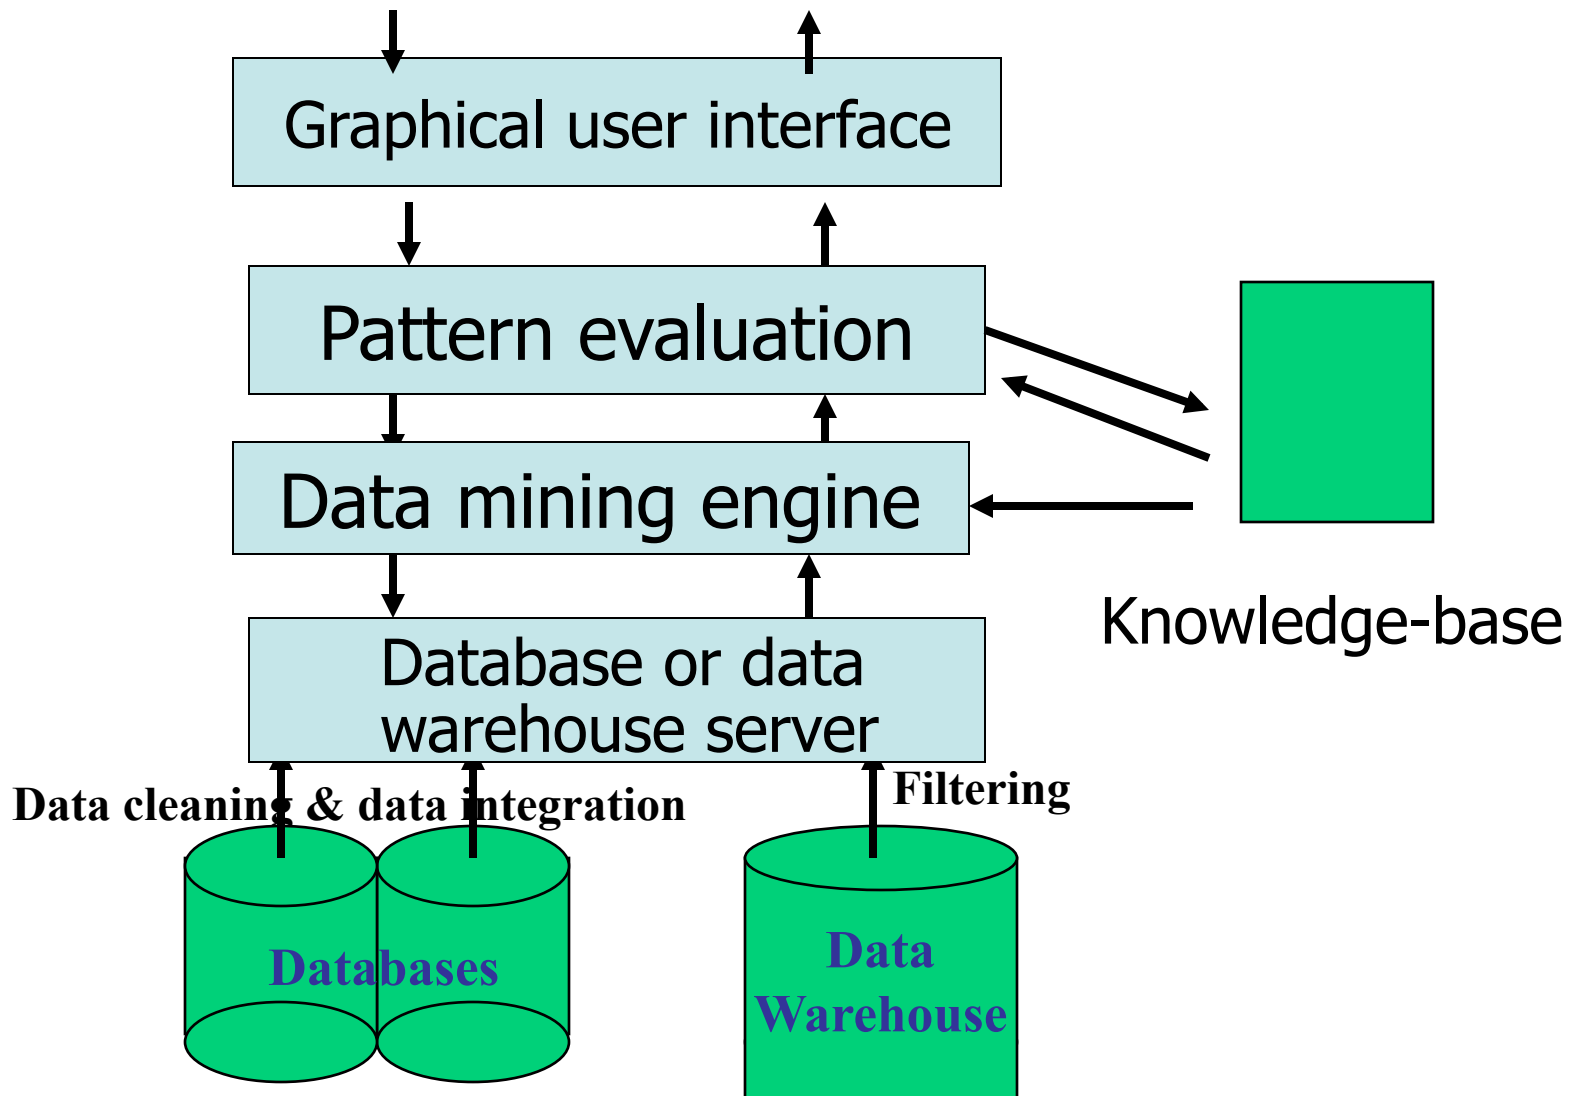 Graphical user interface
Pattern evaluation
Data mining engine
Knowledge-base
Database or data
warehouse server
Data cleaning & data integration
Filtering
Databases
Data
Warehouse